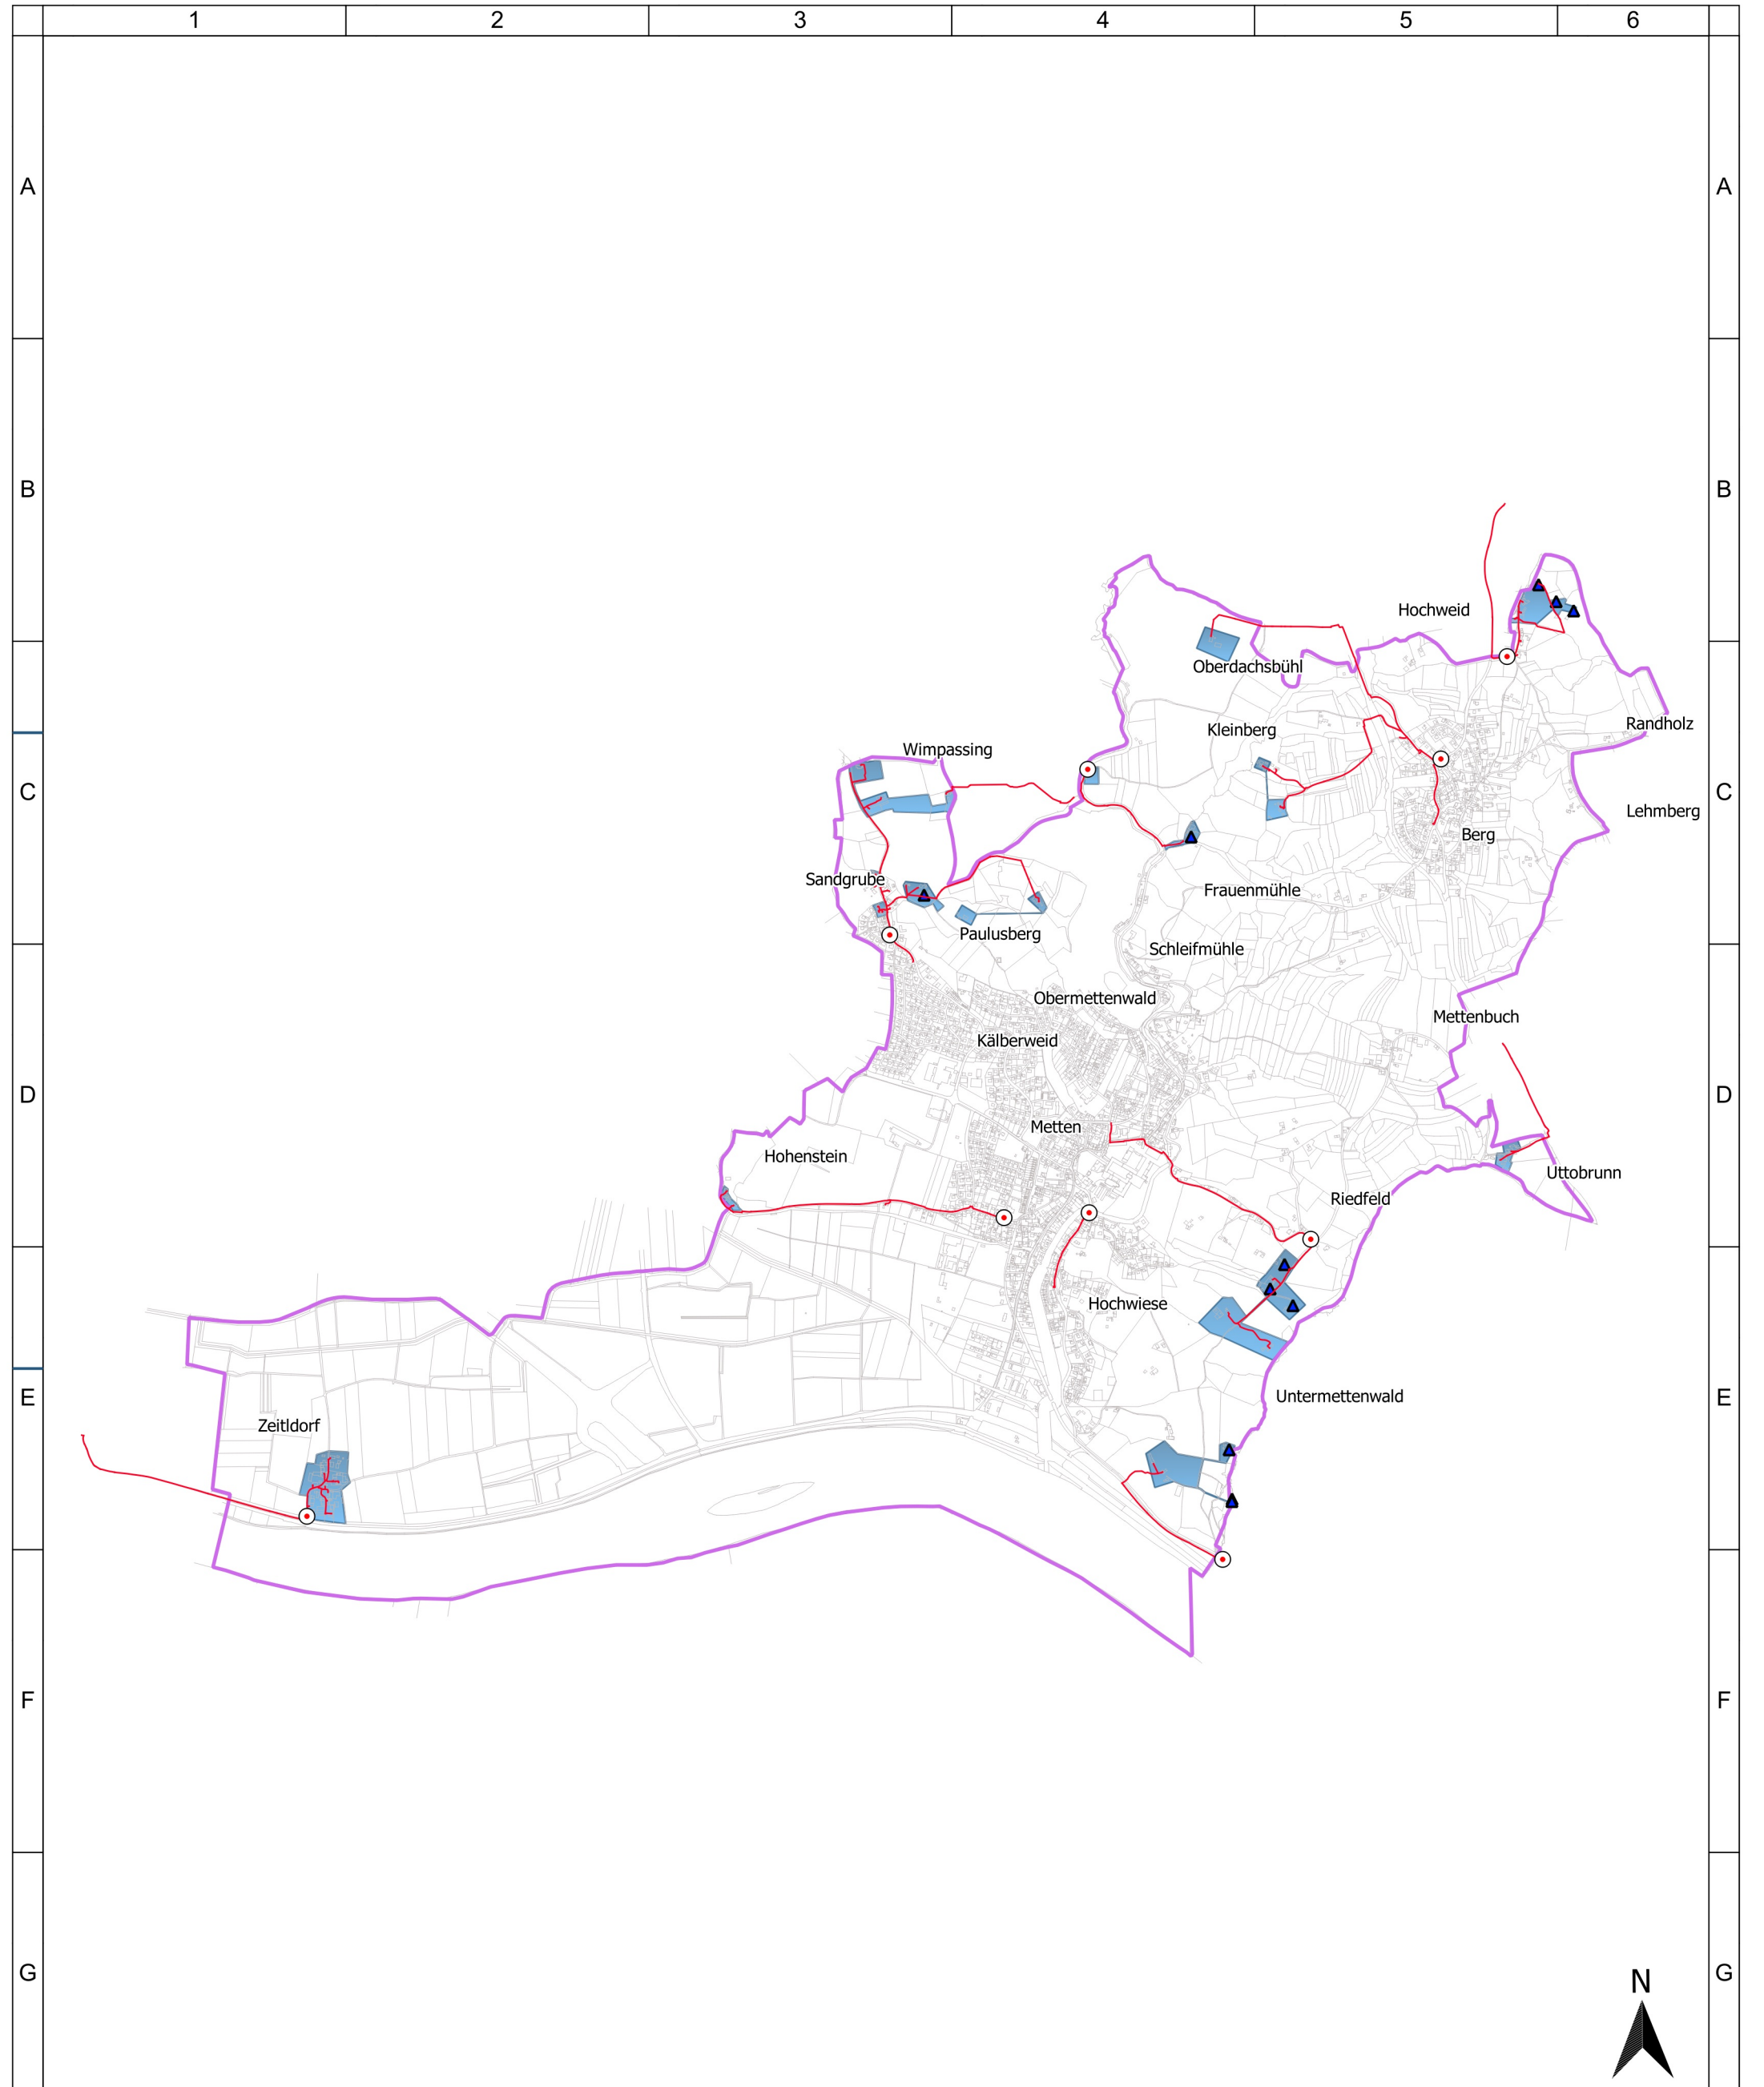 1 2 3 4 5 6
A A
B B
Hochweid
Oberdachsbühl
Randholz
Kleinberg
Wimpassing
C C
Lehmberg
Berg
Sandgrube
Frauenmühle
Paulusberg
Schleifmühle
Obermettenwald
Mettenbuch
Kälberweid
D D
Metten
Hohenstein
Uttobrunn
Riedfeld
Hochwiese
Untermettenwald
E E
Zeitldorf
F F
G G
N